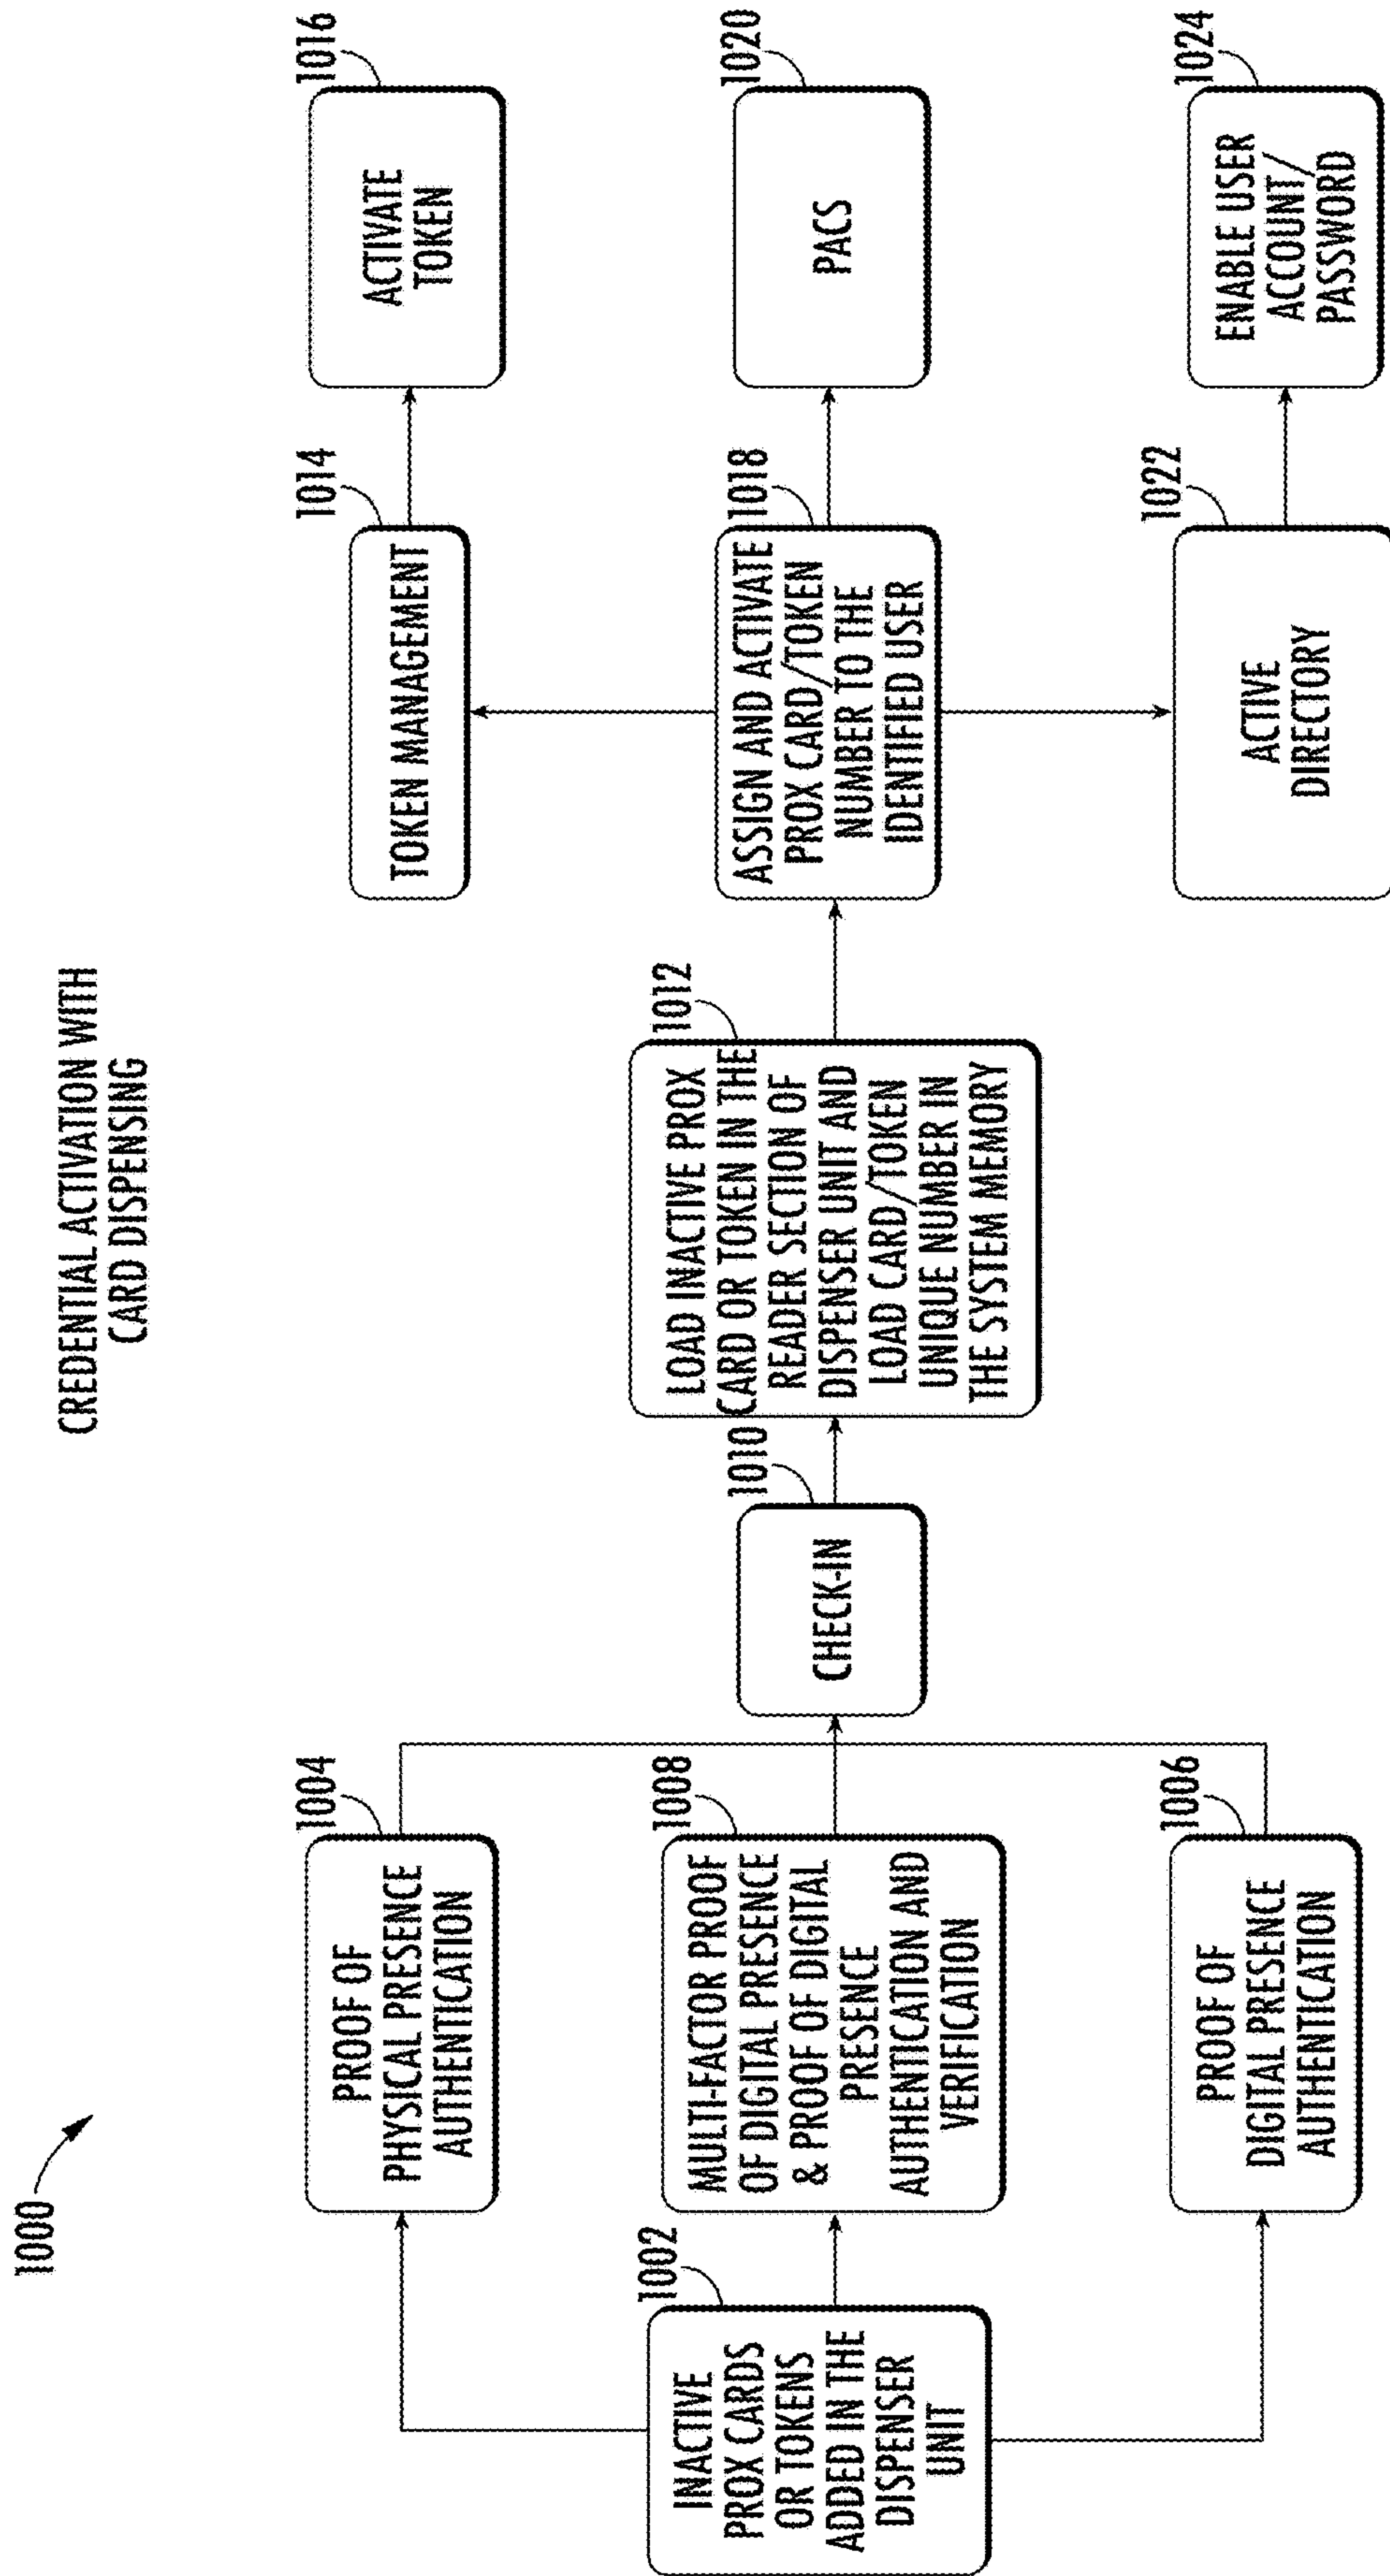 CREDENTIAL ACTIVATION WITH
CARD DISPENSING
1000
1002
INACTIVE
PROX CARDS
OR TOKENS
ADDED IN THE
DISPENSER
UNIT
1004
PROOF OF
PHYSICAL PRESENCE
AUTHENTICATION
1008
MULTI-FACTOR PROOF
OF DIGITAL PRESENCE
& PROOF OF DIGITAL
PRESENCE
AUTHENTICATION AND
VERIFICATION
1006
PROOF OF
DIGITAL PRESENCE
AUTHENTICATION
1010
CHECK-IN
1012
LOAD INACTIVE PROX
CARD OR TOKEN IN THE
READER SECTION OF
DISPENSER UNIT AND
LOAD CARD/TOKEN
UNIQUE NUMBER IN
THE SYSTEM MEMORY
1014
TOKEN MANAGEMENT
1016
ACTIVATE
TOKEN
1018
ASSIGN AND ACTIVATE
PROX CARD/TOKEN
NUMBER TO THE
IDENTIFIED USER
1020
PACS
1022
ACTIVE
DIRECTORY
1024
ENABLE USER
ACCOUNT/
PASSWORD